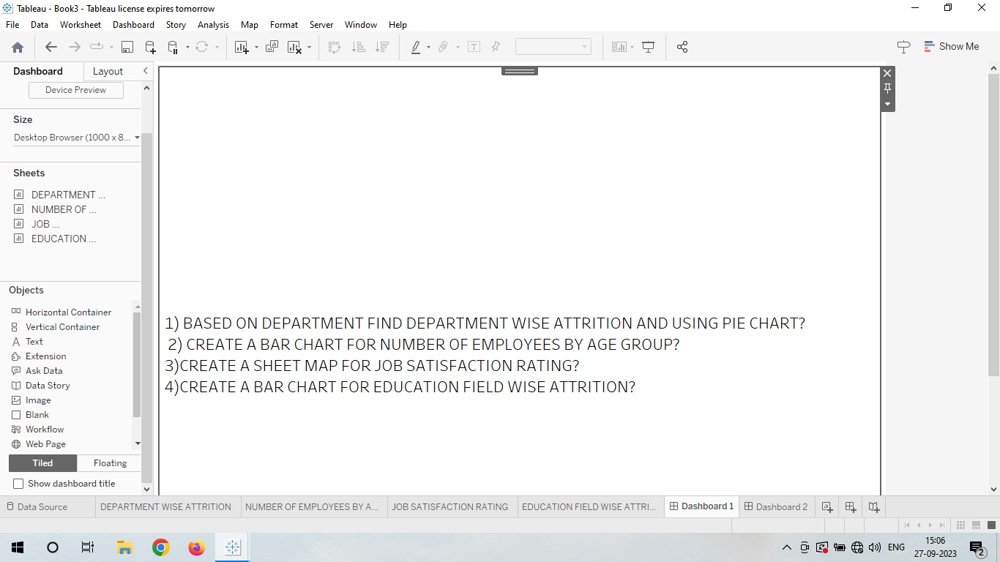 Tableau - Book3 - Tableau license expires tomorrow
File Data Worksheet Dashboard Story Analysis Map Format Server Window Help
Show Me
Dashboard Layout
Device Preview
Size
Desktop Browser (1000 x 8...
Sheets
DEPARTMENT ...
NUMBER OF ...
JOB ...
EDUCATION ...
Objects
Horizontal Container
Vertical Container
Text
Extension
Ask Data
Data Story
Image
Blank
Workflow
Web Page
Tiled Floating
Show dashboard title
1) BASED ON DEPARTMENT FIND DEPARTMENT WISE ATTRITION AND USING PIE CHART?
2) CREATE A BAR CHART FOR NUMBER OF EMPLOYEES BY AGE GROUP?
3)CREATE A SHEET MAP FOR JOB SATISFACTION RATING?
4)CREATE A BAR CHART FOR EDUCATION FIELD WISE ATTRITION?
Data Source DEPARTMENT WISE ATTRITION NUMBER OF EMPLOYEES BY A... JOB SATISFACTION RATING EDUCATION FIELD WISE ATTRI... Dashboard 1 Dashboard 2
ENG
15:06
27-09-2023
2